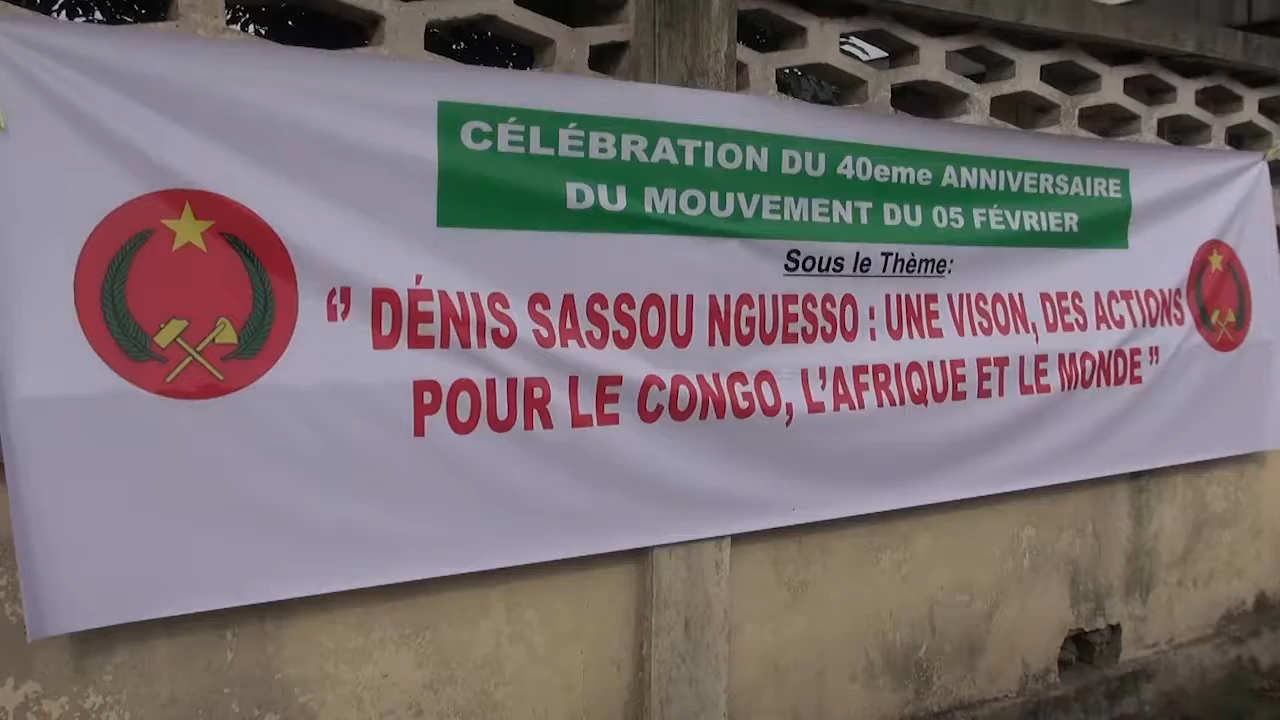 CÉLÉBRATION DU 40eme ANNIVERSAIRE
DU MOUVEMENT DU 05 FÉVRIER
Sous le Thème:
“ DÉNIS SASSOU NGUESSO : UNE VISON, DES ACTIONS
POUR LE CONGO, L’AFRIQUE ET LE MONDE ”